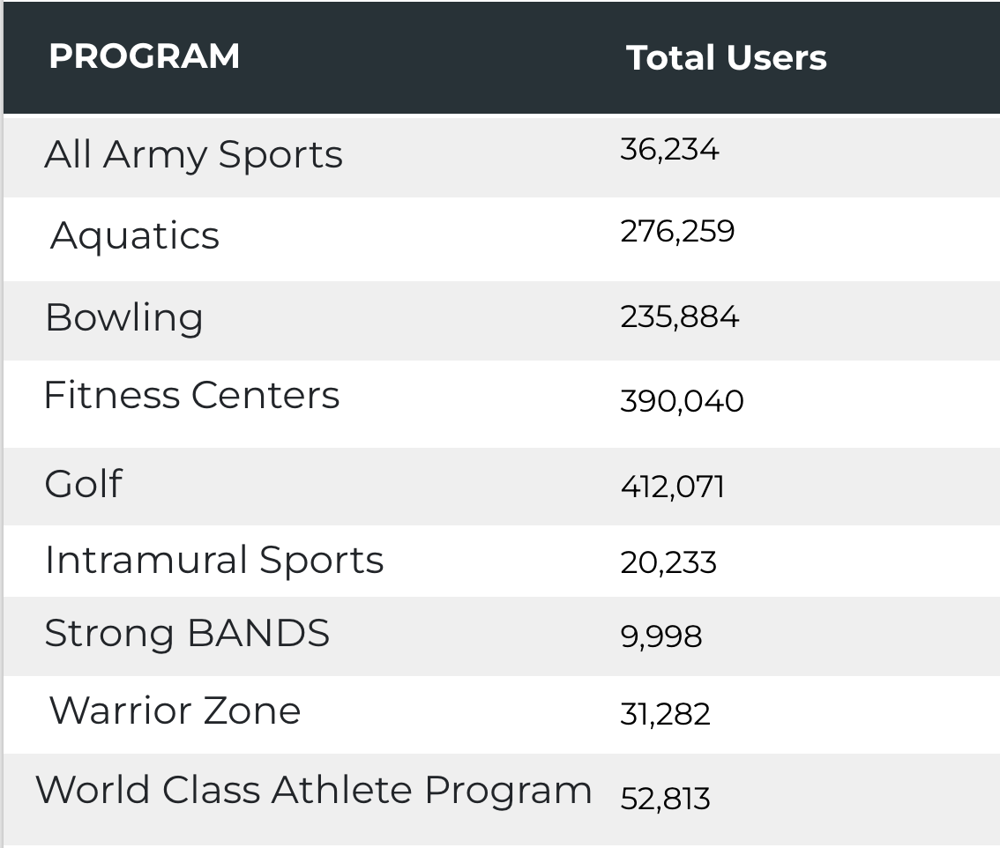 PROGRAM Total Users
All Army Sports 36,234
Aquatics 276,259
Bowling 235,884
Fitness Centers 390,040
Golf 412,071
Intramural Sports 20,233
Strong BANDS 9,998
Warrior Zone 31,282
World Class Athlete Program 52,813